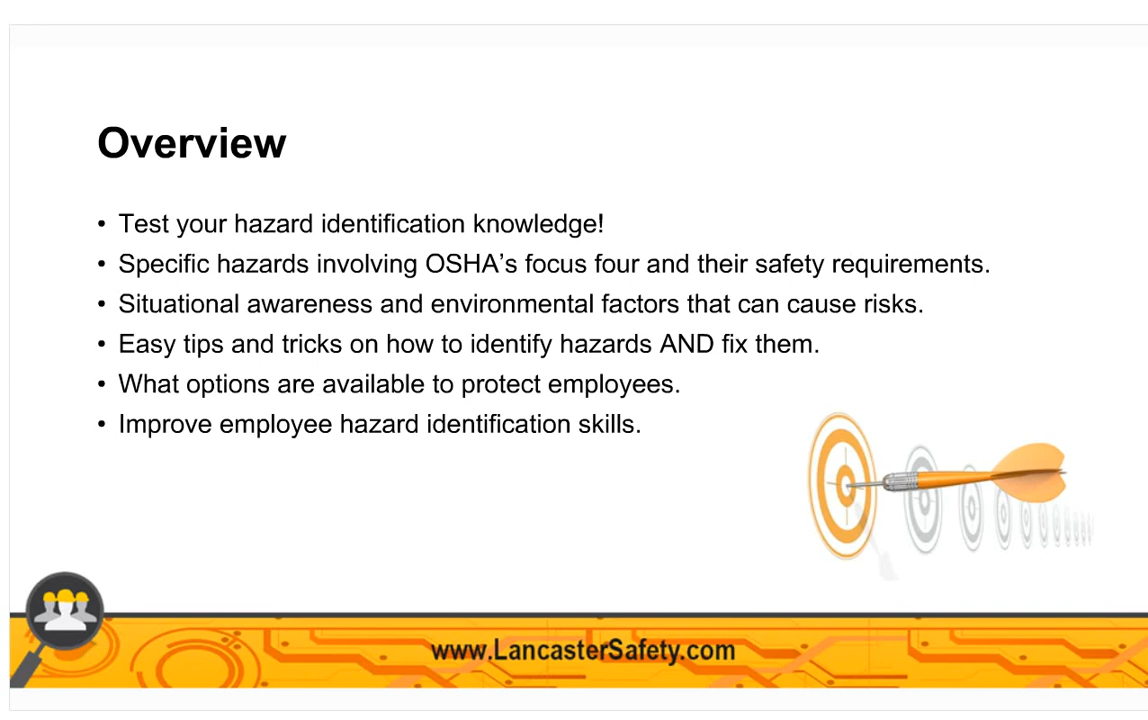 Overview
• Test your hazard identification knowledge!
• Specific hazards involving OSHA’s focus four and their safety requirements.
• Situational awareness and environmental factors that can cause risks.
• Easy tips and tricks on how to identify hazards AND fix them.
• What options are available to protect employees.
• Improve employee hazard identification skills.
www.LancasterSafety.com